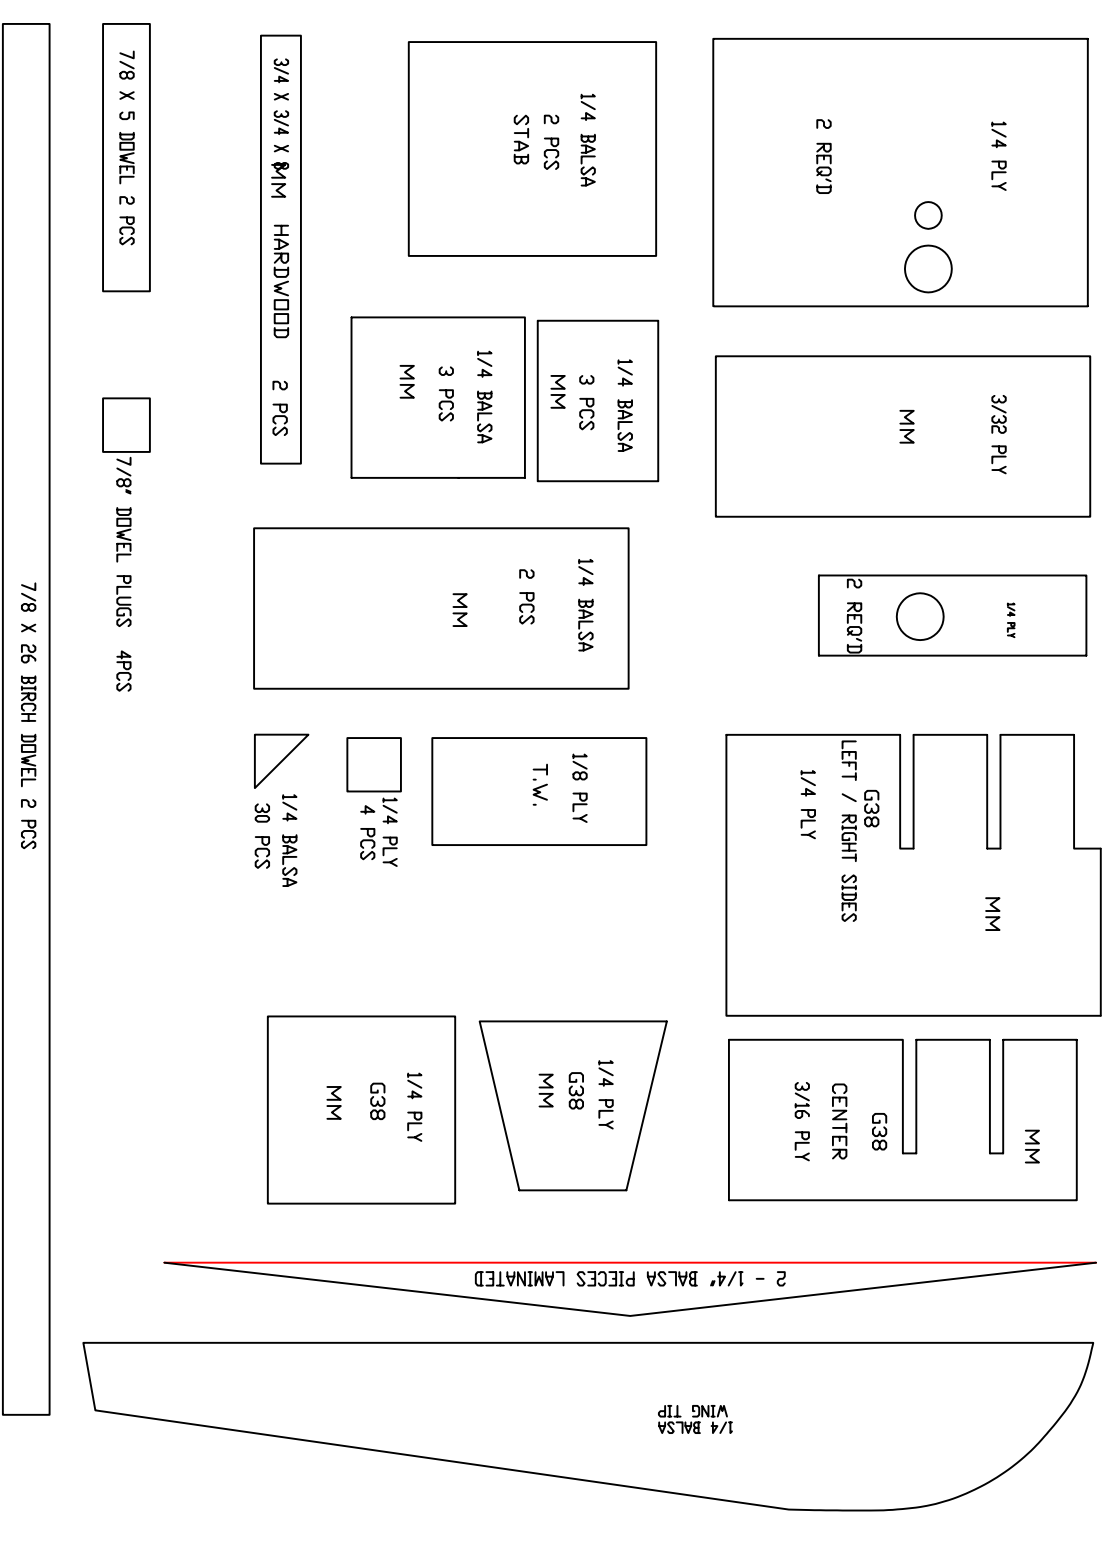 7/8 X 5 DOWEL 2 PCS
3/4 X 3/4 X 8
MM HARDWOOD 2 PCS
1/4 BALSA
2 PCS
STAB
1/4 PLY
2 REQ'D
1/4 BALSA
3 PCS
MM
1/4 BALSA
3 PCS
MM
3/32 PLY
MM
7/8" DOWEL PLUGS 4PCS
7/8 X 26 BIRCH DOWEL 2 PCS
1/4 BALSA
2 PCS
MM
1/4 PLY
2 REQ'D
1/4 BALSA
30 PCS
1/4 PLY
4 PCS
1/8 PLY
T.W.
G38
LEFT / RIGHT SIDES
1/4 PLY
MM
1/4 PLY
G38
MM
1/4 PLY
G38
MM
MM
G38
CENTER
3/16 PLY
2 - 1/4" BALSA PIECES LAMINATED
1/4 BALSA
WING TIP